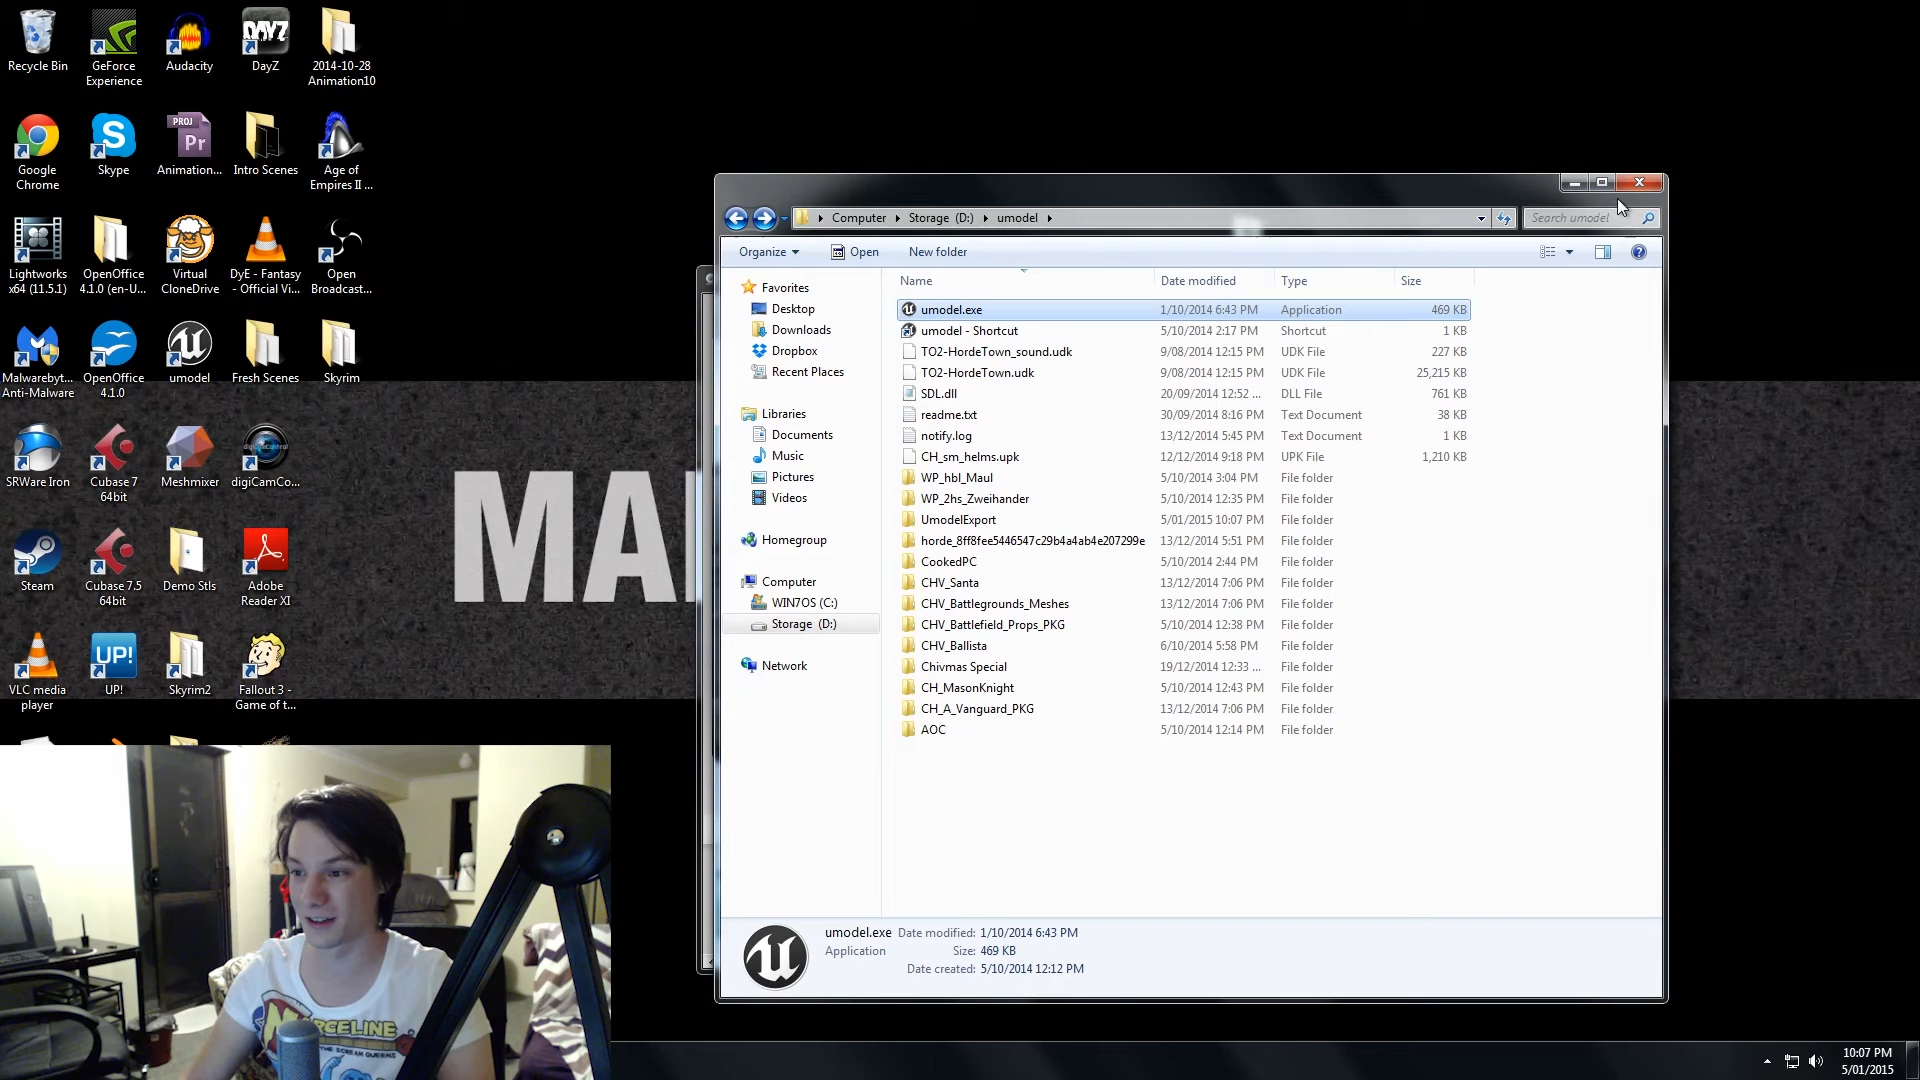 Recycle Bin
GeForce
Experience
Audacity
DAYZ
DayZ
2014-10-28
Animation10
Google
Chrome
Skype
PROJ
Pr
Animation...
Intro Scenes
Age of
Empires II ...
Lightworks
x64 (11.5.1)
OpenOffice
4.1.0 (en-U...
Virtual
CloneDrive
DyE - Fantasy
- Official Vi...
Open
Broadcast...
Malwarebyt...
Anti-Malware
OpenOffice
4.1.0
umodel
Fresh Scenes
Skyrim
SRWare Iron
Cubase 7
64bit
Meshmixer
digiCamCo...
Steam
Cubase 7.5
64bit
Demo Stls
Adobe
Reader XI
VLC media
player
UP!
UP!
Skyrim2
Fallout 3 -
Game of t...
Computer
Storage (D:)
umodel
Search umodel
Organize
Open
New folder
Favorites
Desktop
Downloads
Dropbox
Recent Places
Libraries
Documents
Music
Pictures
Videos
Homegroup
Computer
WIN7OS (C:)
Storage (D:)
Network
Name Date modified Type Size
umodel.exe 1/10/2014 6:43 PM Application 469 KB
umodel - Shortcut 5/10/2014 2:17 PM Shortcut 1 KB
TO2-HordeTown_sound.udk 9/08/2014 12:15 PM UDK File 227 KB
TO2-HordeTown.udk 9/08/2014 12:15 PM UDK File 25,215 KB
SDL.dll 20/09/2014 12:52 ... DLL File 761 KB
readme.txt 30/09/2014 8:16 PM Text Document 38 KB
notify.log 13/12/2014 5:45 PM Text Document 1 KB
CH_sm_helms.upk 12/12/2014 9:18 PM UPK File 1,210 KB
WP_hbl_Maul 5/10/2014 3:04 PM File folder
WP_2hs_Zweihander 5/10/2014 12:35 PM File folder
UmodelExport 5/01/2015 10:07 PM File folder
horde_8ff8fee5446547c29b4a4ab4e207299e 13/12/2014 5:51 PM File folder
CookedPC 5/10/2014 2:44 PM File folder
CHV_Santa 13/12/2014 7:06 PM File folder
CHV_Battlegrounds_Meshes 13/12/2014 7:06 PM File folder
CHV_Battlefield_Props_PKG 5/10/2014 12:38 PM File folder
CHV_Ballista 6/10/2014 5:58 PM File folder
Chivmas Special 19/12/2014 12:33 ... File folder
CH_MasonKnight 5/10/2014 12:43 PM File folder
CH_A_Vanguard_PKG 13/12/2014 7:06 PM File folder
AOC 5/10/2014 12:14 PM File folder
umodel.exe Date modified: 1/10/2014 6:43 PM
Application Size: 469 KB
Date created: 5/10/2014 12:12 PM
MARCELINE
THE SCREAM QUEENS
10:07 PM
5/01/2015